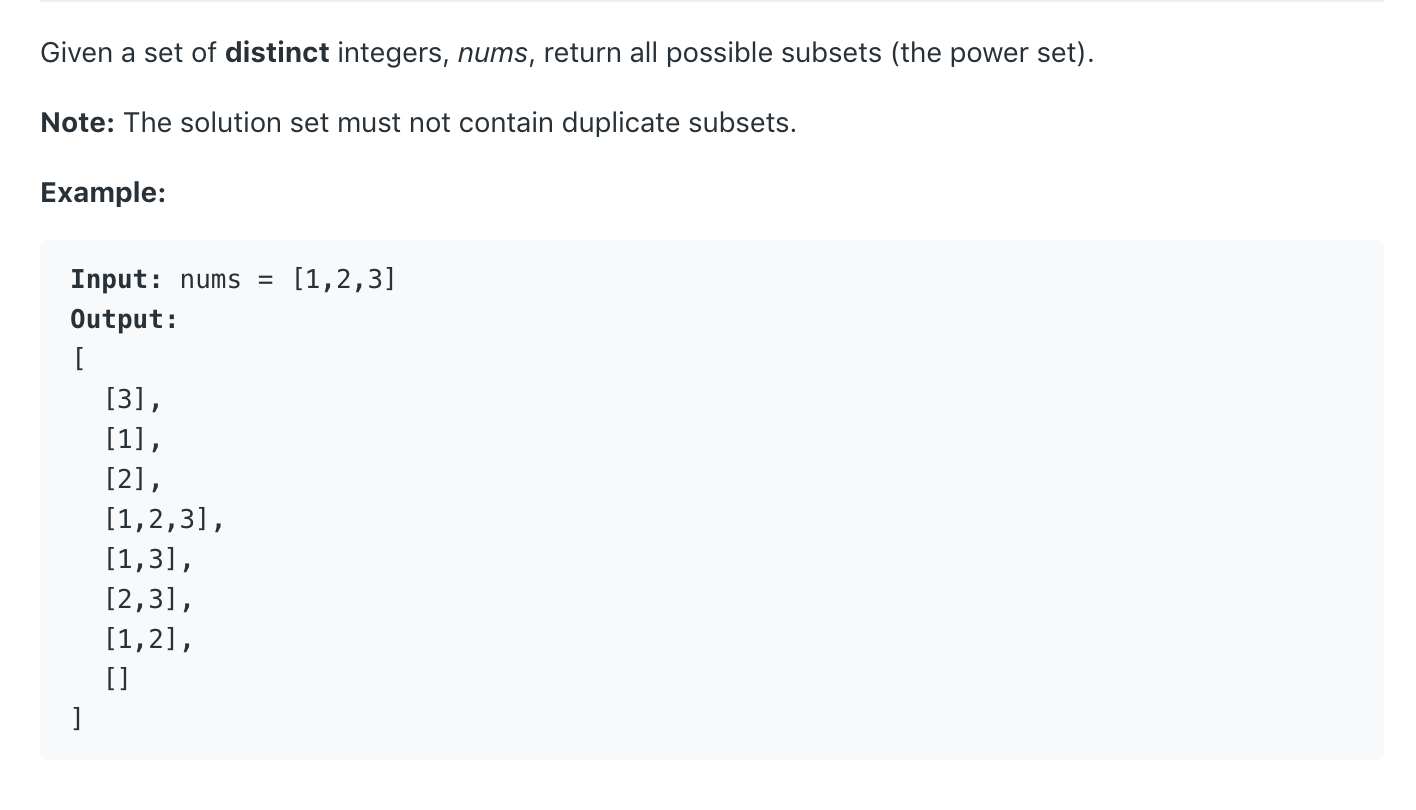 Given a set of distinct integers, nums, return all possible subsets (the power set).
Note: The solution set must not contain duplicate subsets.
Example:
Input: nums = [1,2,3]
Output:
[
  [3],
  [1],
  [2],
  [1,2,3],
  [1,3],
  [2,3],
  [1,2],
  []
]